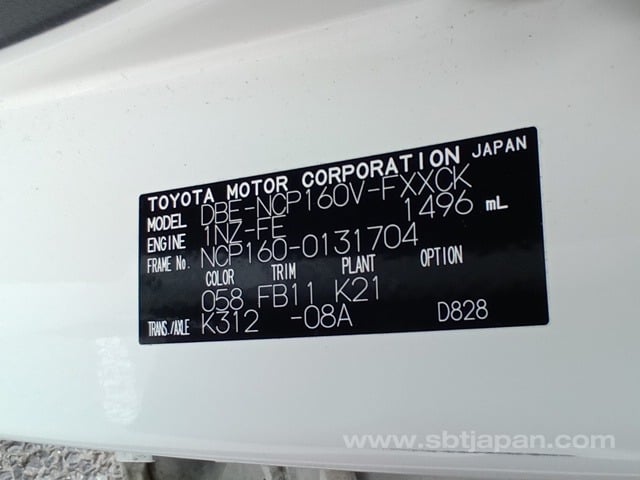 TOYOTA MOTOR CORPORATION JAPAN
MODEL DBE-NCP160V-FXXCK
ENGINE 1NZ-FE 1496 mL
FRAME No. NCP160-0131704
COLOR TRIM PLANT OPTION
058 FB11 K21
TRANS./AXLE K312 -08A D828
www.sbtjapan.com